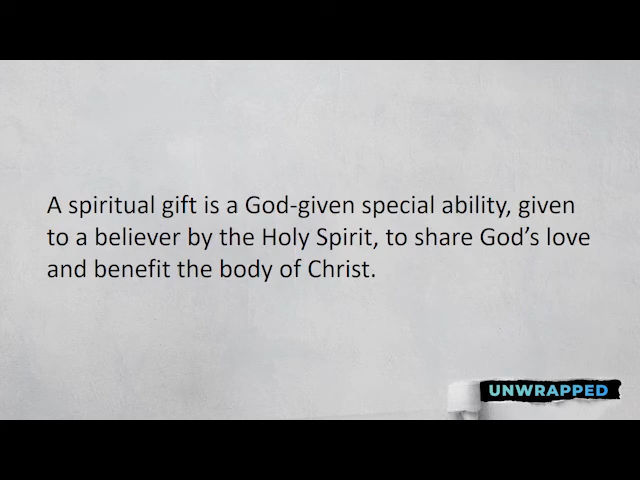 A spiritual gift is a God-given special ability, given
to a believer by the Holy Spirit, to share God’s love
and benefit the body of Christ.
UNWRAPPED